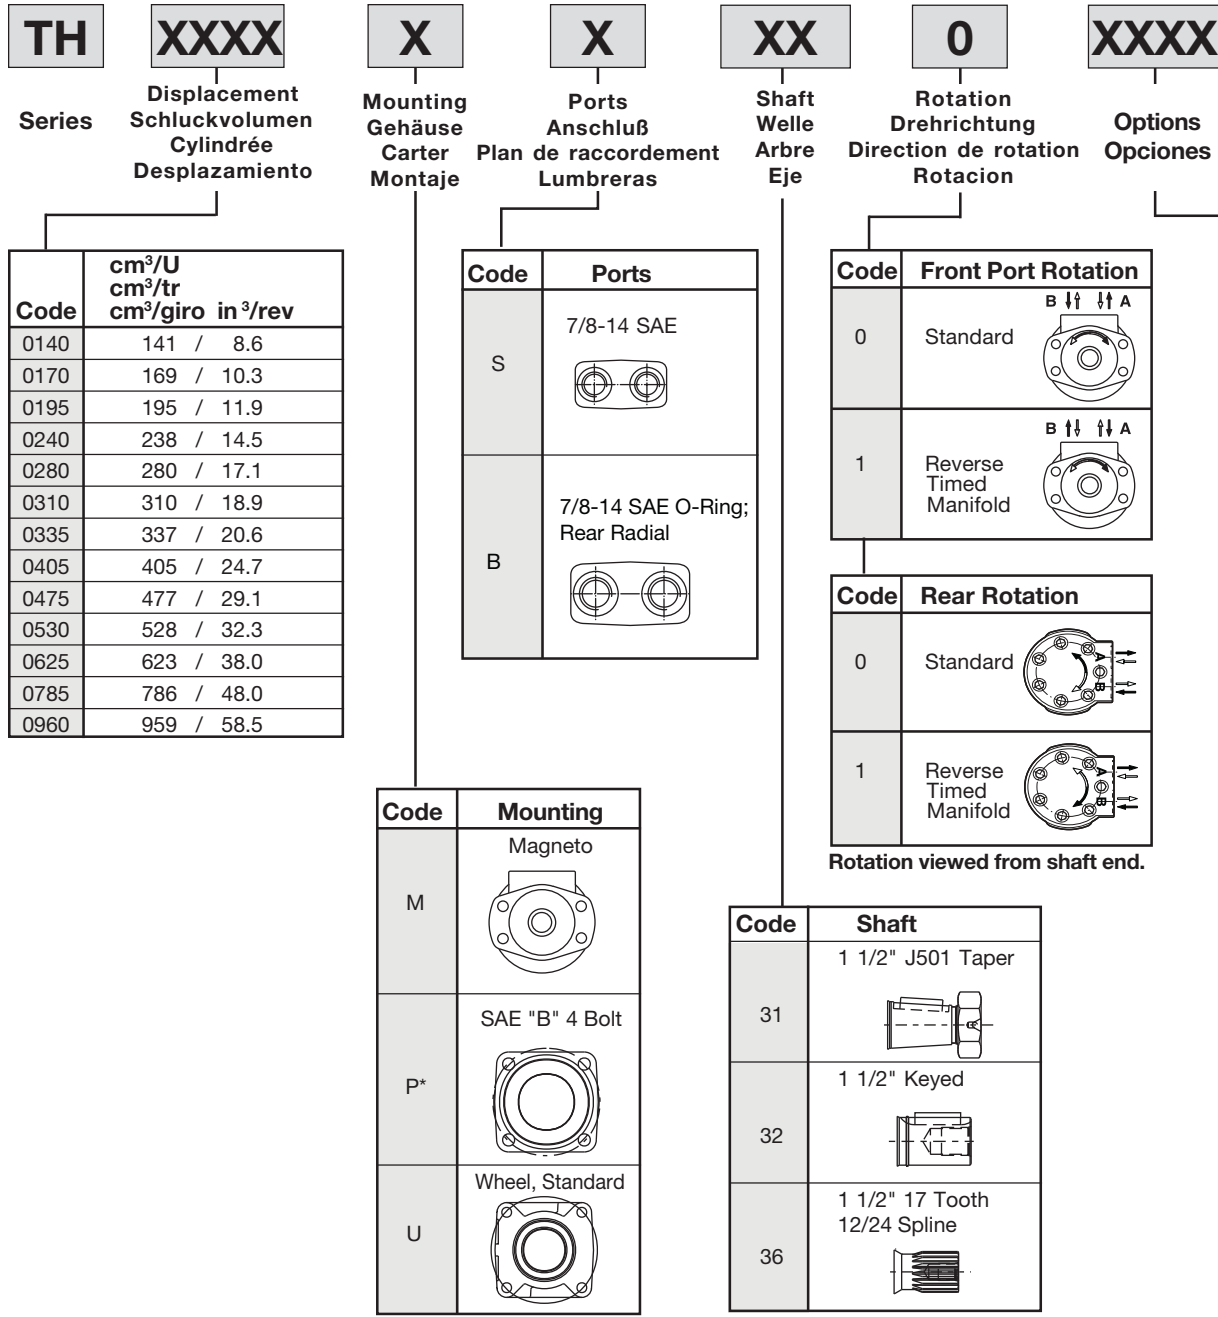 TH XXXX X X XX 0 XXXX
Series
Displacement
Schluckvolumen
Cylindrée
Desplazamiento
Mounting
Gehäuse
Carter
Montaje
Ports
Anschluß
Plan de raccordement
Lumbreras
Shaft
Welle
Arbre
Eje
Rotation
Drehrichtung
Direction de rotation
Rotacion
Options
Opciones
cm³/U
cm³/tr
Code cm³/giro in³/rev
0140 141 / 8.6
0170 169 / 10.3
0195 195 / 11.9
0240 238 / 14.5
0280 280 / 17.1
0310 310 / 18.9
0335 337 / 20.6
0405 405 / 24.7
0475 477 / 29.1
0530 528 / 32.3
0625 623 / 38.0
0785 786 / 48.0
0960 959 / 58.5
Code Ports
S 7/8-14 SAE
B 7/8-14 SAE O-Ring;
Rear Radial
Code Front Port Rotation
B A
0 Standard
B A
1 Reverse
Timed
Manifold
Code Rear Rotation
0 Standard
A
B
1 Reverse
Timed
Manifold
A
B
Rotation viewed from shaft end.
Code Mounting
Magneto
M
SAE "B" 4 Bolt
P*
Wheel, Standard
U
Code Shaft
1 1/2" J501 Taper
31
1 1/2" Keyed
32
1 1/2" 17 Tooth
12/24 Spline
36